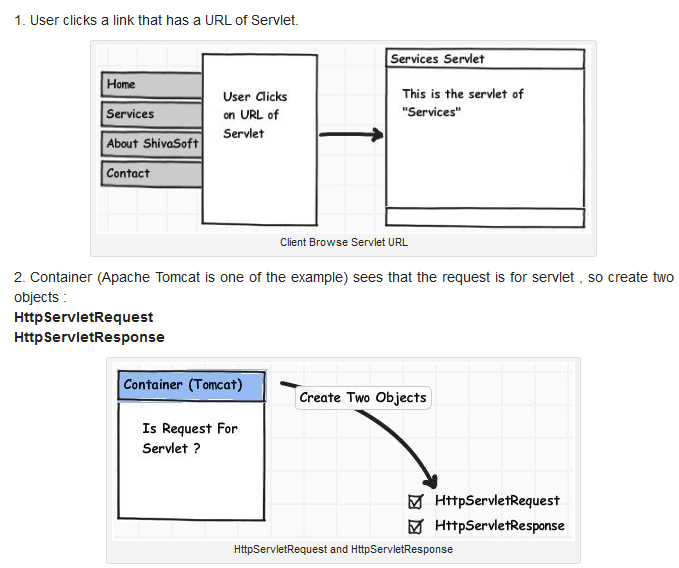 1. User clicks a link that has a URL of Servlet.
Services Servlet
Home
Services
About ShivaSoft
Contact
User Clicks
on URL of
Servlet
This is the servlet of
"Services"
Client Browse Servlet URL
2. Container (Apache Tomcat is one of the example) sees that the request is for servlet , so create two
objects :
HttpServletRequest
HttpServletResponse
Container (Tomcat)
Is Request For
Servlet ?
Create Two Objects
HttpServletRequest
HttpServletResponse
HttpServletRequest and HttpServletResponse